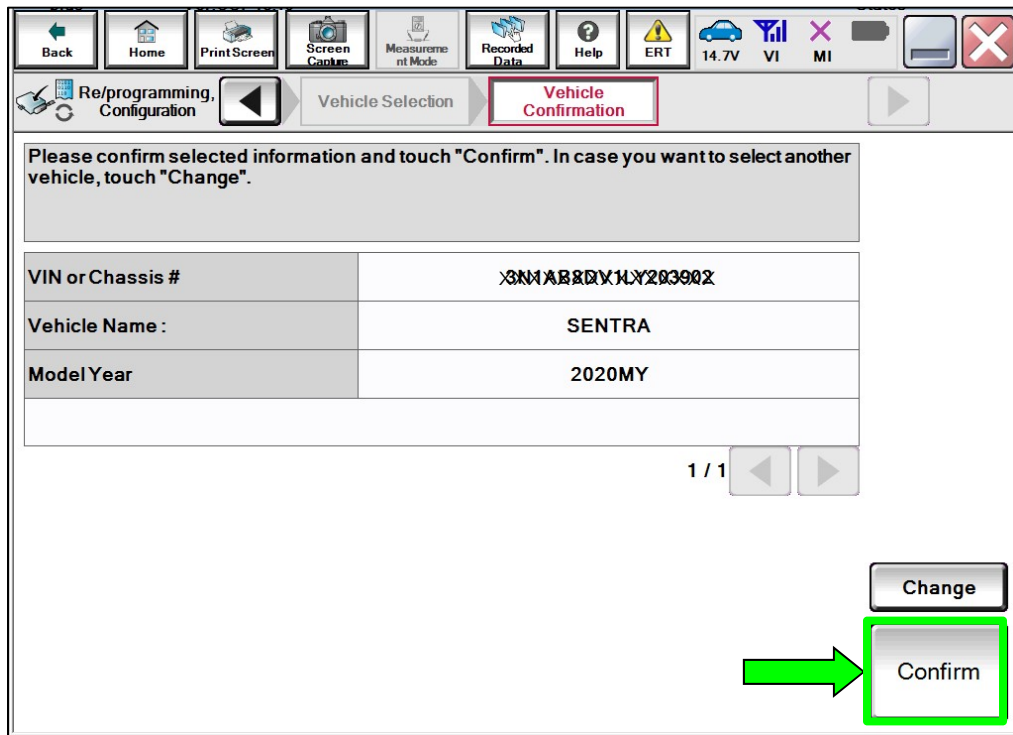 Back
Home
Print Screen
Screen
Capture
Measureme
nt Mode
Recorded
Data
Help
ERT
14.7V
VI
MI
Re/programming,
Configuration
Vehicle Selection
Vehicle
Confirmation
Please confirm selected information and touch "Confirm". In case you want to select another
vehicle, touch "Change".
VIN or Chassis #
Vehicle Name :
SENTRA
Model Year
2020MY
1 / 1
Change
Confirm